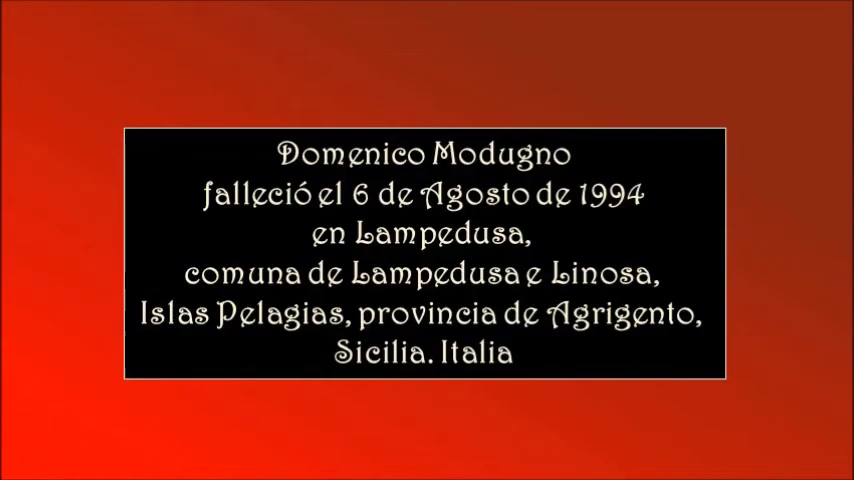 Domenico Modugno
falleció el 6 de Agosto de 1994
en Lampedusa,
comuna de Lampedusa e Linosa,
Islas Pelagias, provincia de Agrigento,
Sicilia. Italia